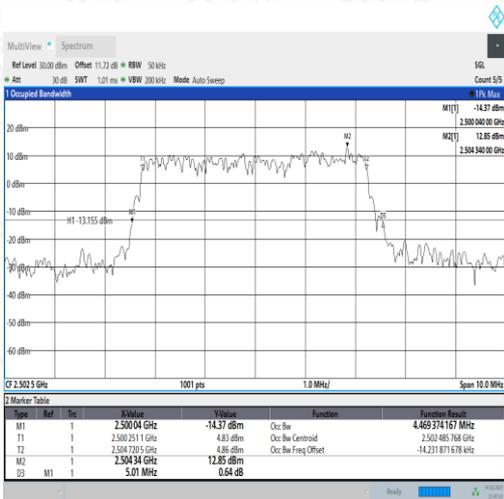 MultiView Spectrum
Ref Level 30.00 dBm Offset 11.72 dB RBW 50 kHz SGL
Att 30 dB SWT 1.01 ms VBW 200 kHz Mode Auto Sweep Count 5/5
1 Occupied Bandwidth 1Pk Max
M1[1] -14.37 dBm
2.500 040 00 GHz
M2[1] 12.85 dBm
2.504 340 00 GHz
20 dBm
M2
10 dBm
T1 T2
0 dBm
-10 dBm
M1 D3
H1 -13.155 dBm
-20 dBm
-30 dBm
-40 dBm
-50 dBm
-60 dBm
CF 2.502 5 GHz 1001 pts 1.0 MHz/ Span 10.0 MHz
2 Marker Table
Type Ref Trc X-Value Y-Value Function Function Result
M1 1 2.500 04 GHz -14.37 dBm Occ Bw 4.469 374 167 MHz
T1 1 2.500 251 1 GHz 4.83 dBm Occ Bw Centroid 2.502 485 768 GHz
T2 1 2.504 720 5 GHz 4.86 dBm Occ Bw Freq Offset -14.231 871 678 kHz
M2 1 2.504 34 GHz 12.85 dBm
D3 M1 1 5.01 MHz 0.64 dB
Ready